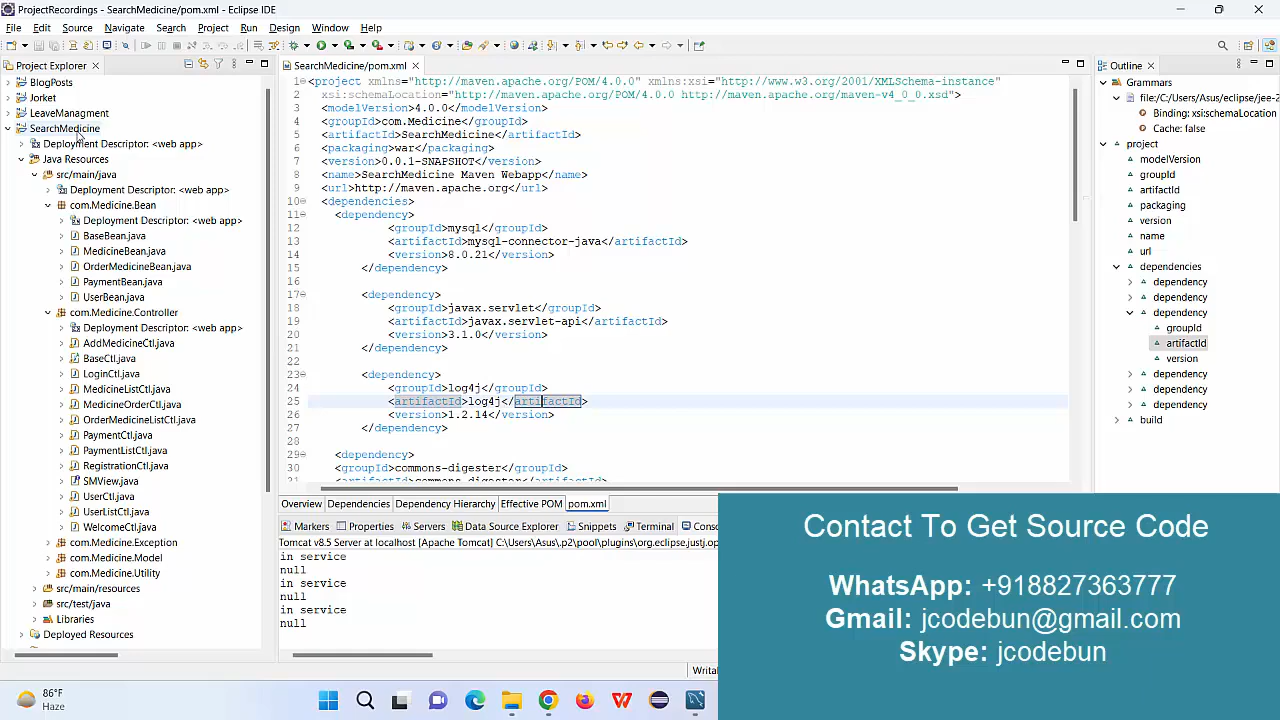 ProjectRecordings - SearchMedicine/pom.xml - Eclipse IDE
File Edit Source Navigate Search Project Run Design Window Help
Project Explorer
BlogPosts
Jorket
LeaveManagment
SearchMedicine
Deployment Descriptor: <web app>
Java Resources
src/main/java
Deployment Descriptor: <web app>
com.Medicine.Bean
Deployment Descriptor: <web app>
BaseBean.java
MedicineBean.java
OrderMedicineBean.java
PaymentBean.java
UserBean.java
com.Medicine.Controller
Deployment Descriptor: <web app>
AddMedicineCtl.java
BaseCtl.java
LoginCtl.java
MedicineListCtl.java
MedicineOrderCtl.java
OrderMedicineListCtl.java
PaymentCtl.java
PaymentListCtl.java
RegistrationCtl.java
SMView.java
UserCtl.java
UserListCtl.java
WelcomeCtl.java
com.Medicine.Exception
com.Medicine.Model
com.Medicine.Utility
src/main/resources
src/test/java
Libraries
Deployed Resources
SearchMedicine/pom.xml
1 <project xmlns="http://maven.apache.org/POM/4.0.0" xmlns:xsi="http://www.w3.org/2001/XMLSchema-instance"
2 xsi:schemaLocation="http://maven.apache.org/POM/4.0.0 http://maven.apache.org/maven-v4_0_0.xsd">
3 <modelVersion>4.0.0</modelVersion>
4 <groupId>com.Medicine</groupId>
5 <artifactId>SearchMedicine</artifactId>
6 <packaging>war</packaging>
7 <version>0.0.1-SNAPSHOT</version>
8 <name>SearchMedicine Maven Webapp</name>
9 <url>http://maven.apache.org</url>
10 <dependencies>
11 <dependency>
12 <groupId>mysql</groupId>
13 <artifactId>mysql-connector-java</artifactId>
14 <version>8.0.21</version>
15 </dependency>
16
17 <dependency>
18 <groupId>javax.servlet</groupId>
19 <artifactId>javax.servlet-api</artifactId>
20 <version>3.1.0</version>
21 </dependency>
22
23 <dependency>
24 <groupId>log4j</groupId>
25 <artifactId>log4j</artifactId>
26 <version>1.2.14</version>
27 </dependency>
28
29 <dependency>
30 <groupId>commons-digester</groupId>
31 <artifactId>commons-digester</artifactId>
Overview Dependencies Dependency Hierarchy Effective POM pom.xml
Markers Properties Servers Data Source Explorer Snippets Terminal Conso
Tomcat v8.5 Server at localhost [Apache Tomcat] C:\Users\Asus\.p2\pool\plugins\org.eclipse.justj.op
in service
null
in service
null
in service
null
Writal
Outline
Grammars
file:/C:/Users/Asus/eclipse/jee-2
Binding: xsi:schemaLocation
Cache: false
project
modelVersion
groupId
artifactId
packaging
version
name
url
dependencies
dependency
dependency
dependency
groupId
artifactId
version
dependency
dependency
dependency
build
Contact To Get Source Code
WhatsApp: +918827363777
Gmail: jcodebun@gmail.com
Skype: jcodebun
86°F
Haze